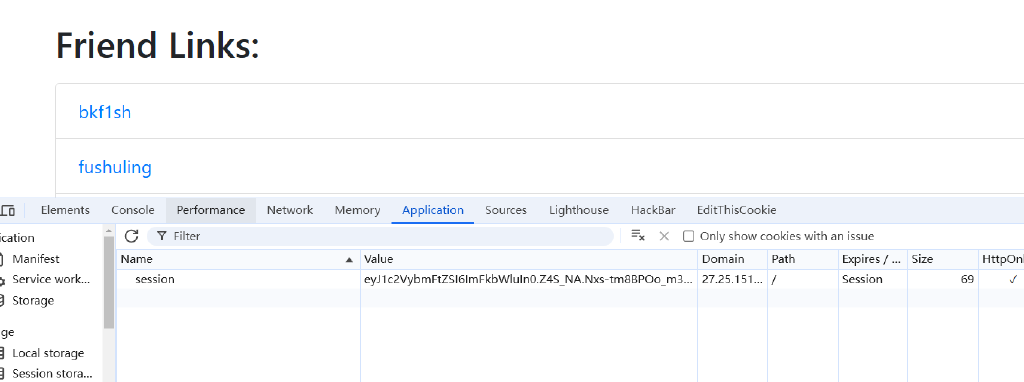 Friend Links:
bkf1sh
fushuling
Elements Console Performance Network Memory Application Sources Lighthouse HackBar EditThisCookie
ication
Filter
Only show cookies with an issue
Manifest
Service work...
Storage
ge
Local storage
Session stora...
Name Value Domain Path Expires / ... Size HttpOnl
session eyJ1c2VybmFtZSI6ImFkbWluIn0.Z4S_NA.Nxs-tm8BPOo_m3... 27.25.151... / Session 69 ✓